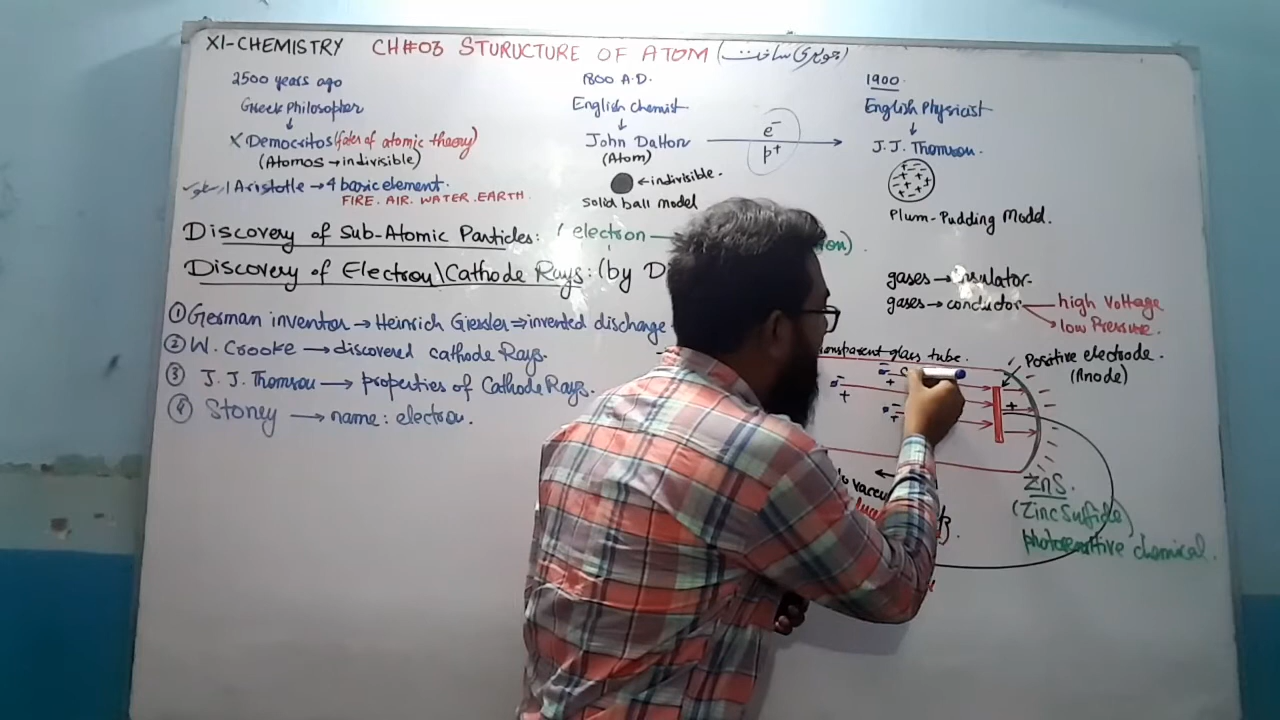 XI-CHEMISTRY CH#03 STURUCTURE OF ATOM (جوہری ساخت)
2500 years ago
Greek Philosopher
↓
X Democritos (father of atomic theory)
(Atomos → indivisible)
Aristotle → 4 basic element.
FIRE. AIR. WATER. EARTH
1800 A.D.
English chemist
↓
John Dalton
(Atom)
← indivisible.
solid ball model
e⁻
p⁺
1900.
English Physicist
↓
J.J. Thomson.
Plum-Pudding Model.
Discovery of Sub-Atomic Particles: (electron
Discovery of Electron\Cathode Rays: (by D
① German inventor → Heinrich Giessler ⇒ invented discharge
② W. Crooke → discovered cathode Rays.
③ J.J. Thomson → properties of Cathode Rays.
④ Stoney → name: electron.
gases → insulator.
gases → conductor
high Voltage
low Pressure.
transparent glass tube.
Positive electrode.
(Anode)
ZnS.
(Zinc Sulfide)
photosensitive chemical.